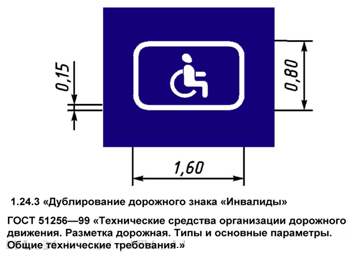 0,15
0,80
1,60
1.24.3 «Дублирование дорожного знака «Инвалиды»
ГОСТ 51256—99 «Технические средства организации дорожного
движения. Разметка дорожная. Типы и основные параметры.
Общие технические требования.»